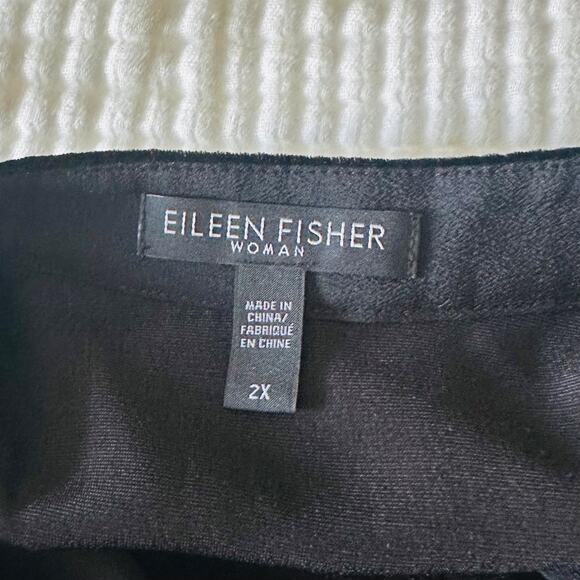 EILEEN FISHER
WOMAN
MADE IN
CHINA/
FABRIQUÉ
EN CHINE
2X